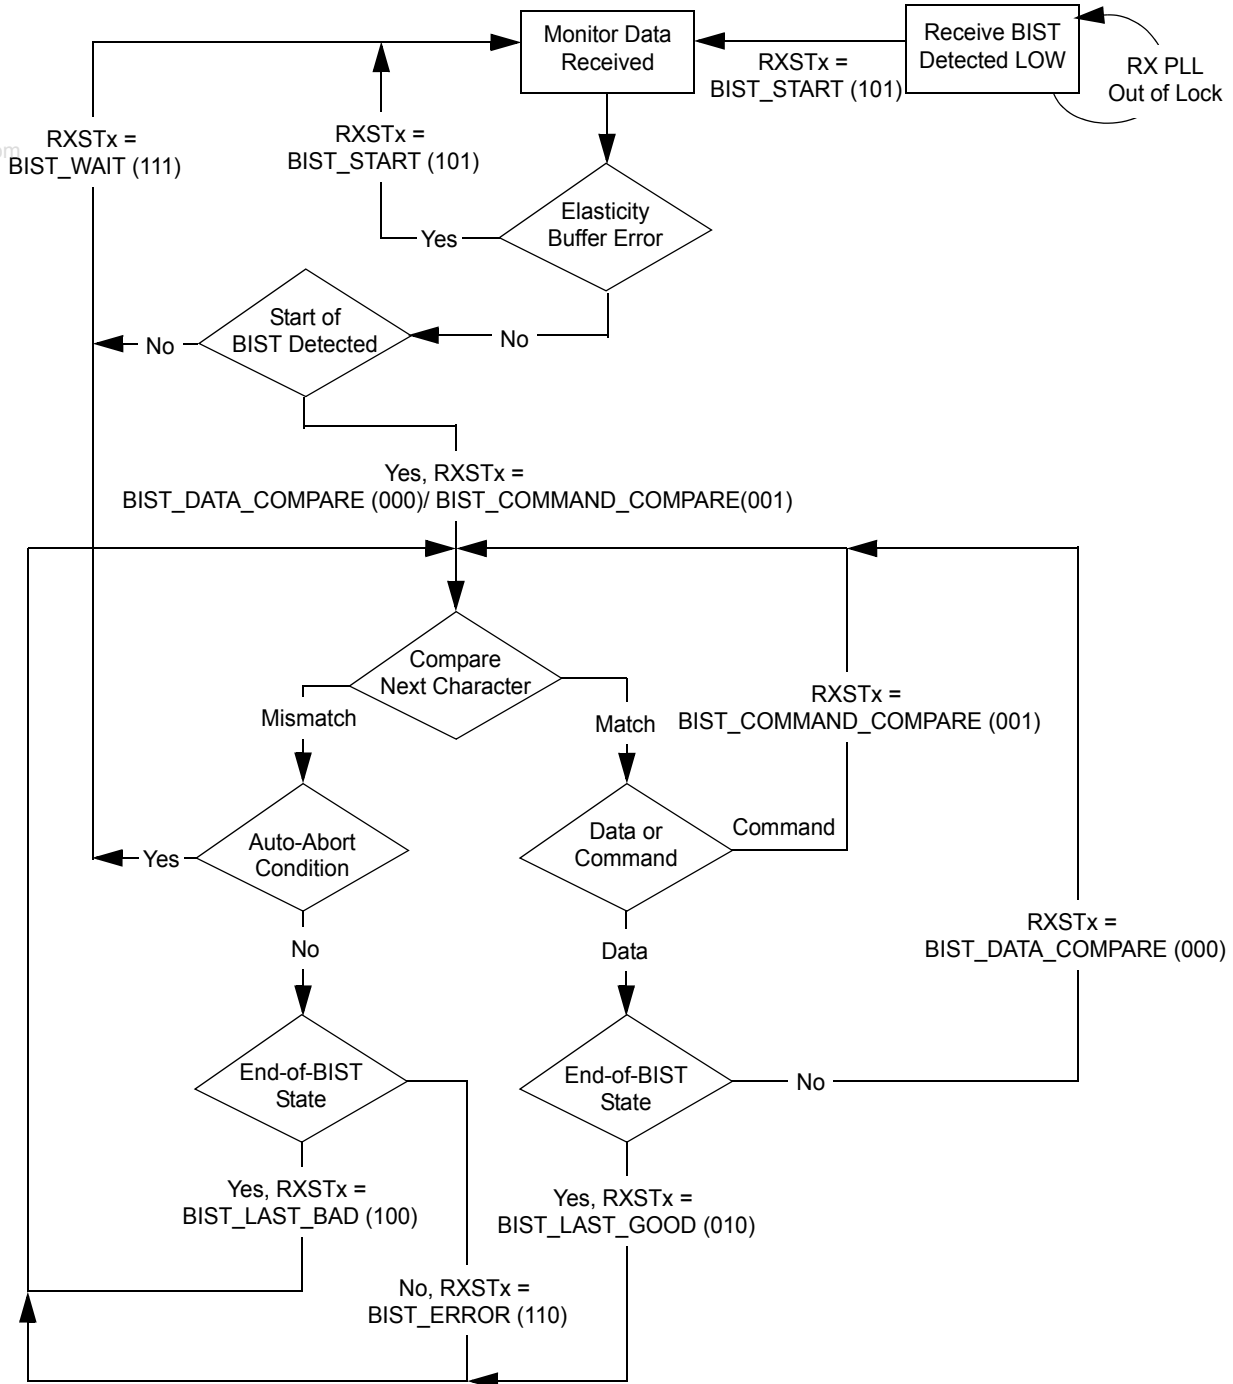 Monitor Data
Received
Receive BIST
Detected LOW
RX PLL
Out of Lock
RXSTx =
BIST_START (101)
RXSTx =
BIST_WAIT (111)
om
RXSTx =
BIST_START (101)
Elasticity
Buffer Error
Yes
No
Start of
BIST Detected
No
Yes, RXSTx =
BIST_DATA_COMPARE (000)/ BIST_COMMAND_COMPARE(001)
Compare
Next Character
Mismatch
Match
RXSTx =
BIST_COMMAND_COMPARE (001)
Auto-Abort
Condition
Yes
Data or
Command
Command
No
Data
RXSTx =
BIST_DATA_COMPARE (000)
End-of-BIST
State
End-of-BIST
State
No
Yes, RXSTx =
BIST_LAST_BAD (100)
Yes, RXSTx =
BIST_LAST_GOOD (010)
No, RXSTx =
BIST_ERROR (110)